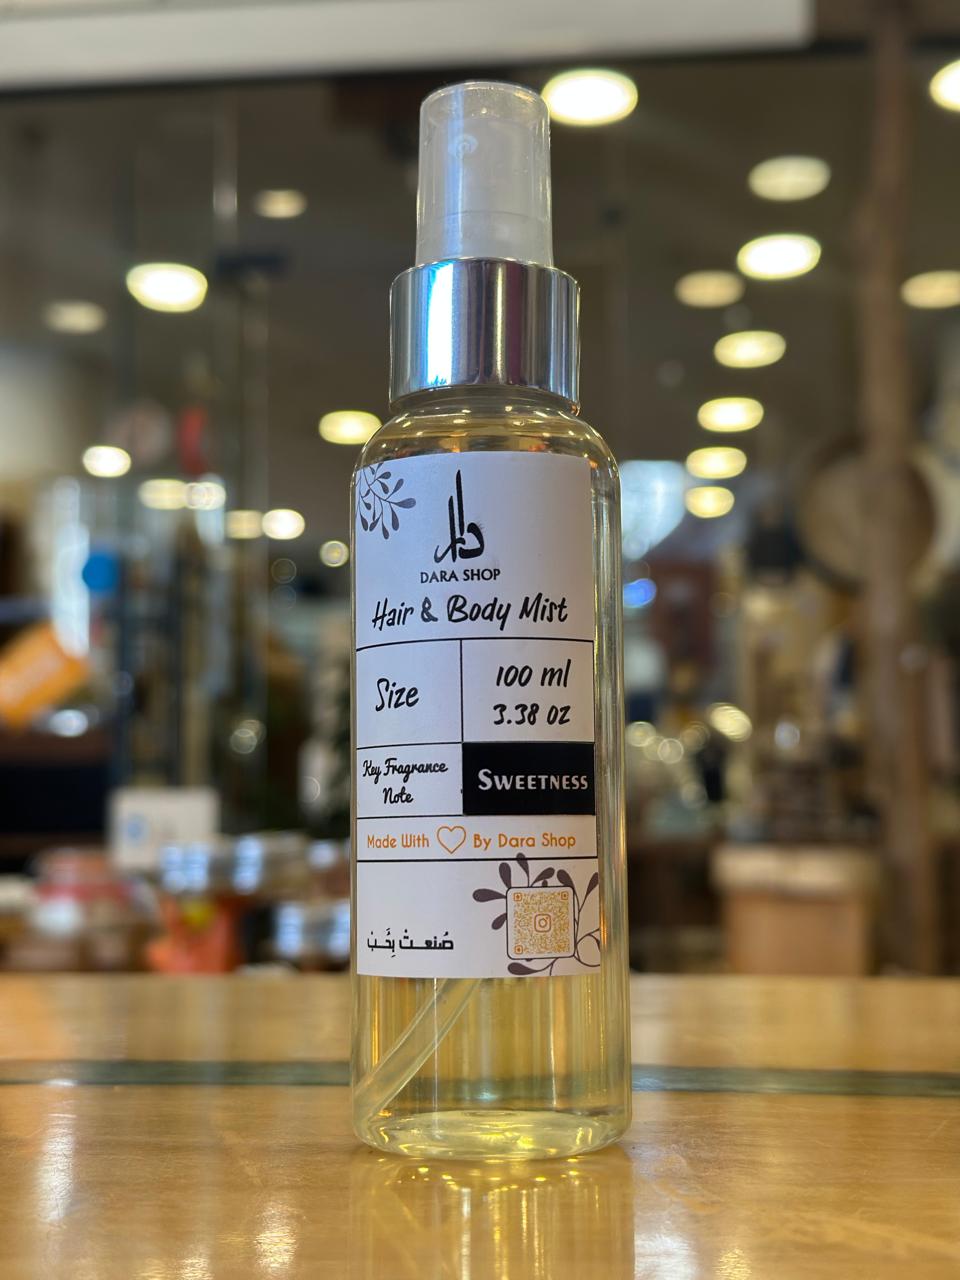 دار
DARA SHOP
Hair & Body Mist
Size
100 ml
3.38 oz
Key Fragrance
Note
SWEETNESS
Made With By Dara Shop
صُنعتْ بِحُبْ